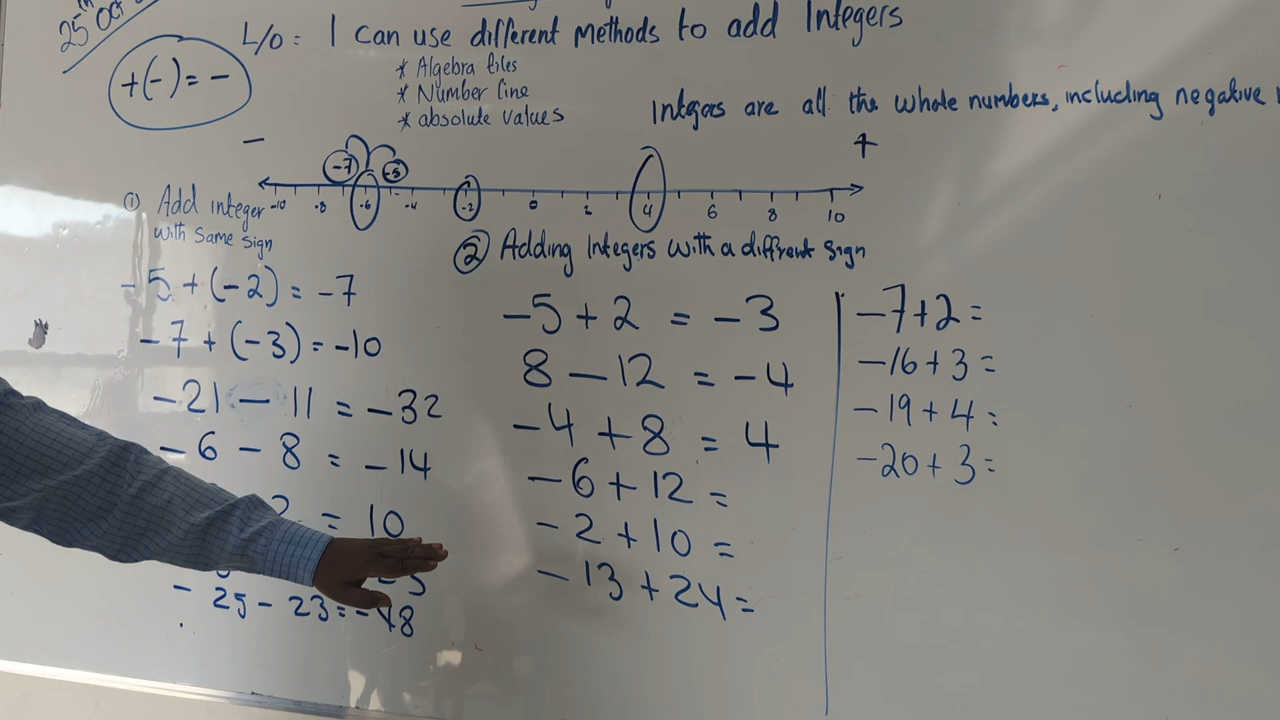 25th Oct
+(-) = -
L/O = I can use different Methods to add Integers
* Algebra tiles
* Number line
* absolute values
Integers are all the whole numbers, including negative
- +
-7 -5
-10 -8 -6 -4 -2 0 2 4 6 8 10
① Add integer
with same sign
-5 + (-2) = -7
-7 + (-3) = -10
-21 - 11 = -32
-6 - 8 = -14
= 10
-25 - 23 = -48
② Adding Integers with a different sign
-5 + 2 = -3
8 - 12 = -4
-4 + 8 = 4
-6 + 12 =
-2 + 10 =
-13 + 24 =
-7 + 2 =
-16 + 3 =
-19 + 4 =
-20 + 3 =